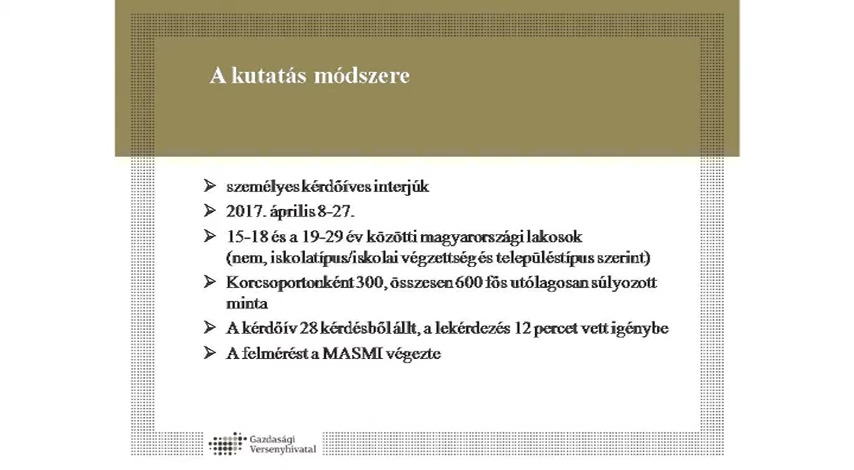 A kutatás módszere
személyes kérdőíves interjúk
2017. április 8-27.
15-18 és a 19-29 év közötti magyarországi lakosok
(nem, iskolatípus/iskolai végzettség és településtípus szerint)
Korcsoportonként 300, összesen 600 fős utólagosan súlyozott
minta
A kérdőív 28 kérdésből állt, a lekérdezés 12 percet vett igénybe
A felmérést a MASMI végezte
Gazdasági
Versenyhivatal